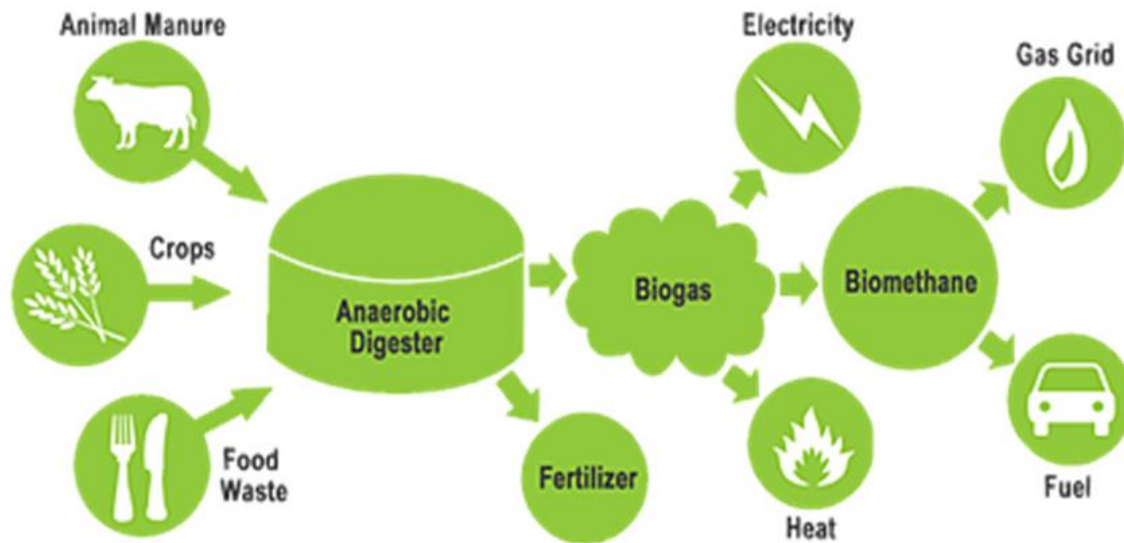 Animal Manure
Electricity
Gas Grid
Crops
Anaerobic
Digester
Biogas
Biomethane
Food
Waste
Fertilizer
Heat
Fuel